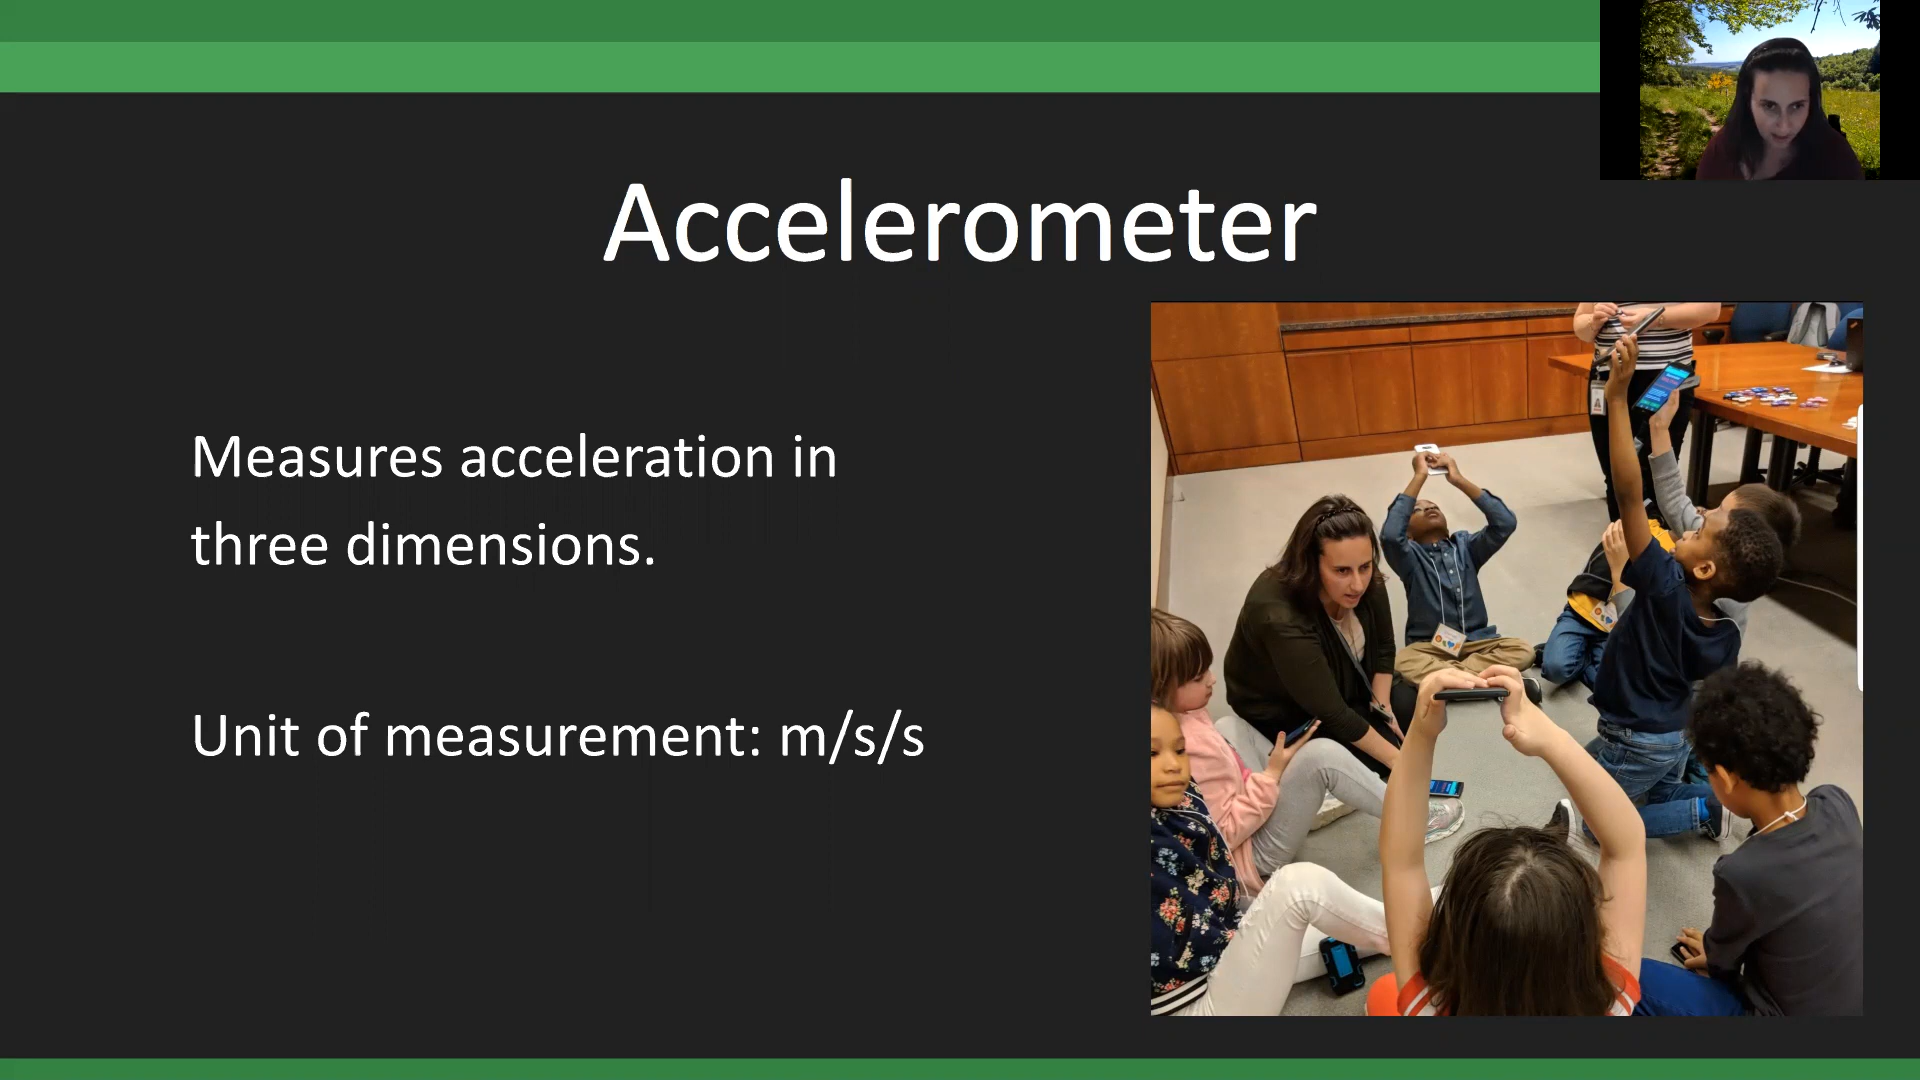 Accelerometer
Measures acceleration in
three dimensions.
Unit of measurement: m/s/s